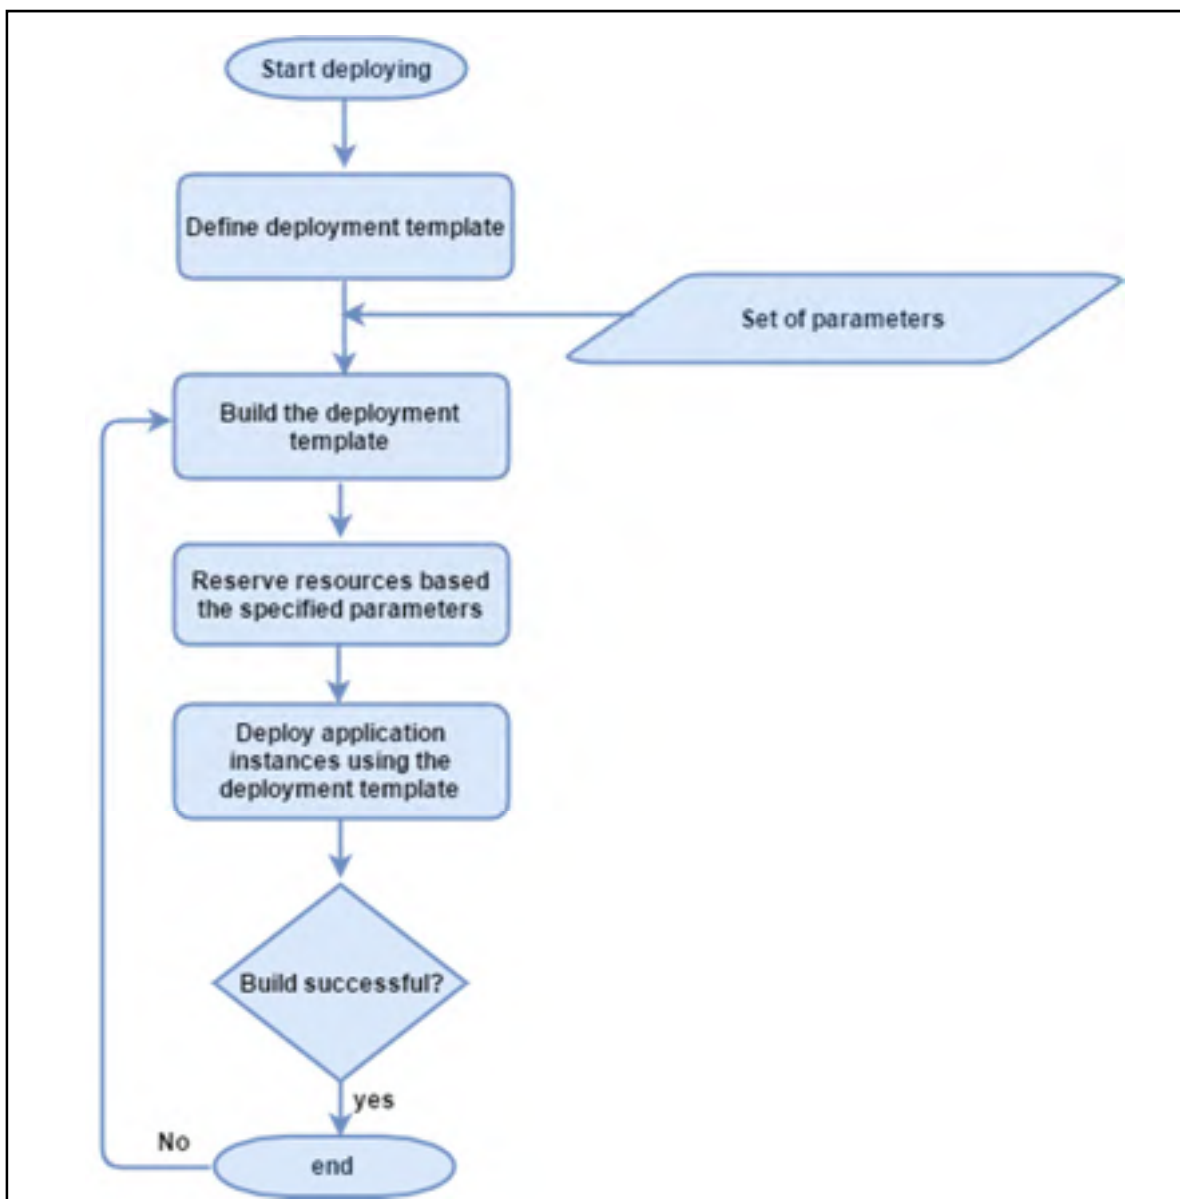 Start deploying
Define deployment template
Set of parameters
Build the deployment
template
Reserve resources based
the specified parameters
Deploy application
instances using the
deployment template
Build successful?
yes
No
end